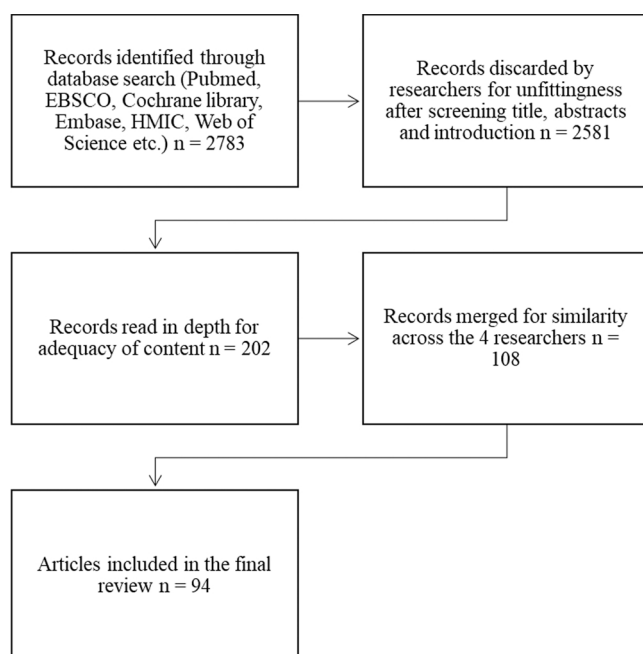 Records identified through
database search (Pubmed,
EBSCO, Cochrane library,
Embase, HMIC, Web of
Science etc.) n = 2783
Records discarded by
researchers for unfittingness
after screening title, abstracts
and introduction n = 2581
Records read in depth for
adequacy of content n = 202
Records merged for similarity
across the 4 researchers n =
108
Articles included in the final
review n = 94